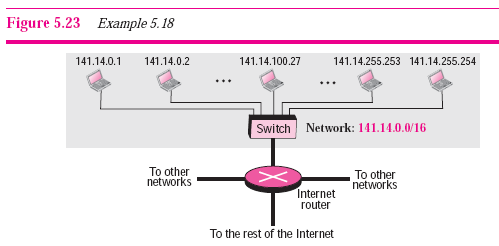 Figure 5.23 Example 5.18
141.14.0.1 141.14.0.2 141.14.100.27 141.14.255.253 141.14.255.254
... ...
Switch Network: 141.14.0.0/16
To other
networks
To other
networks
Internet
router
To the rest of the Internet